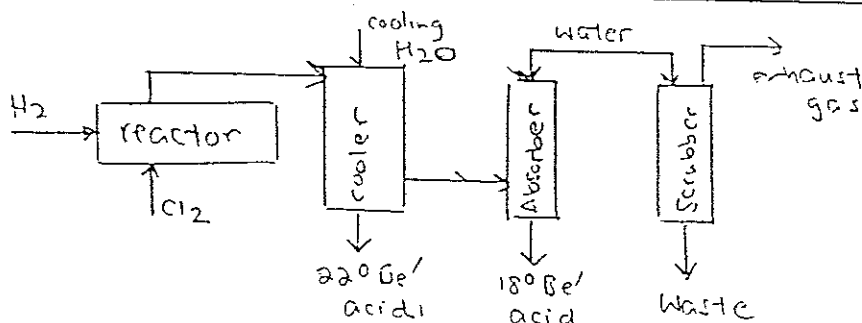 cooling
H2O
water
exhaust
gas
H2
reactor
cooler
Absorber
Scrubber
Cl2
22° Be'
acid
18° Be'
acid
Waste